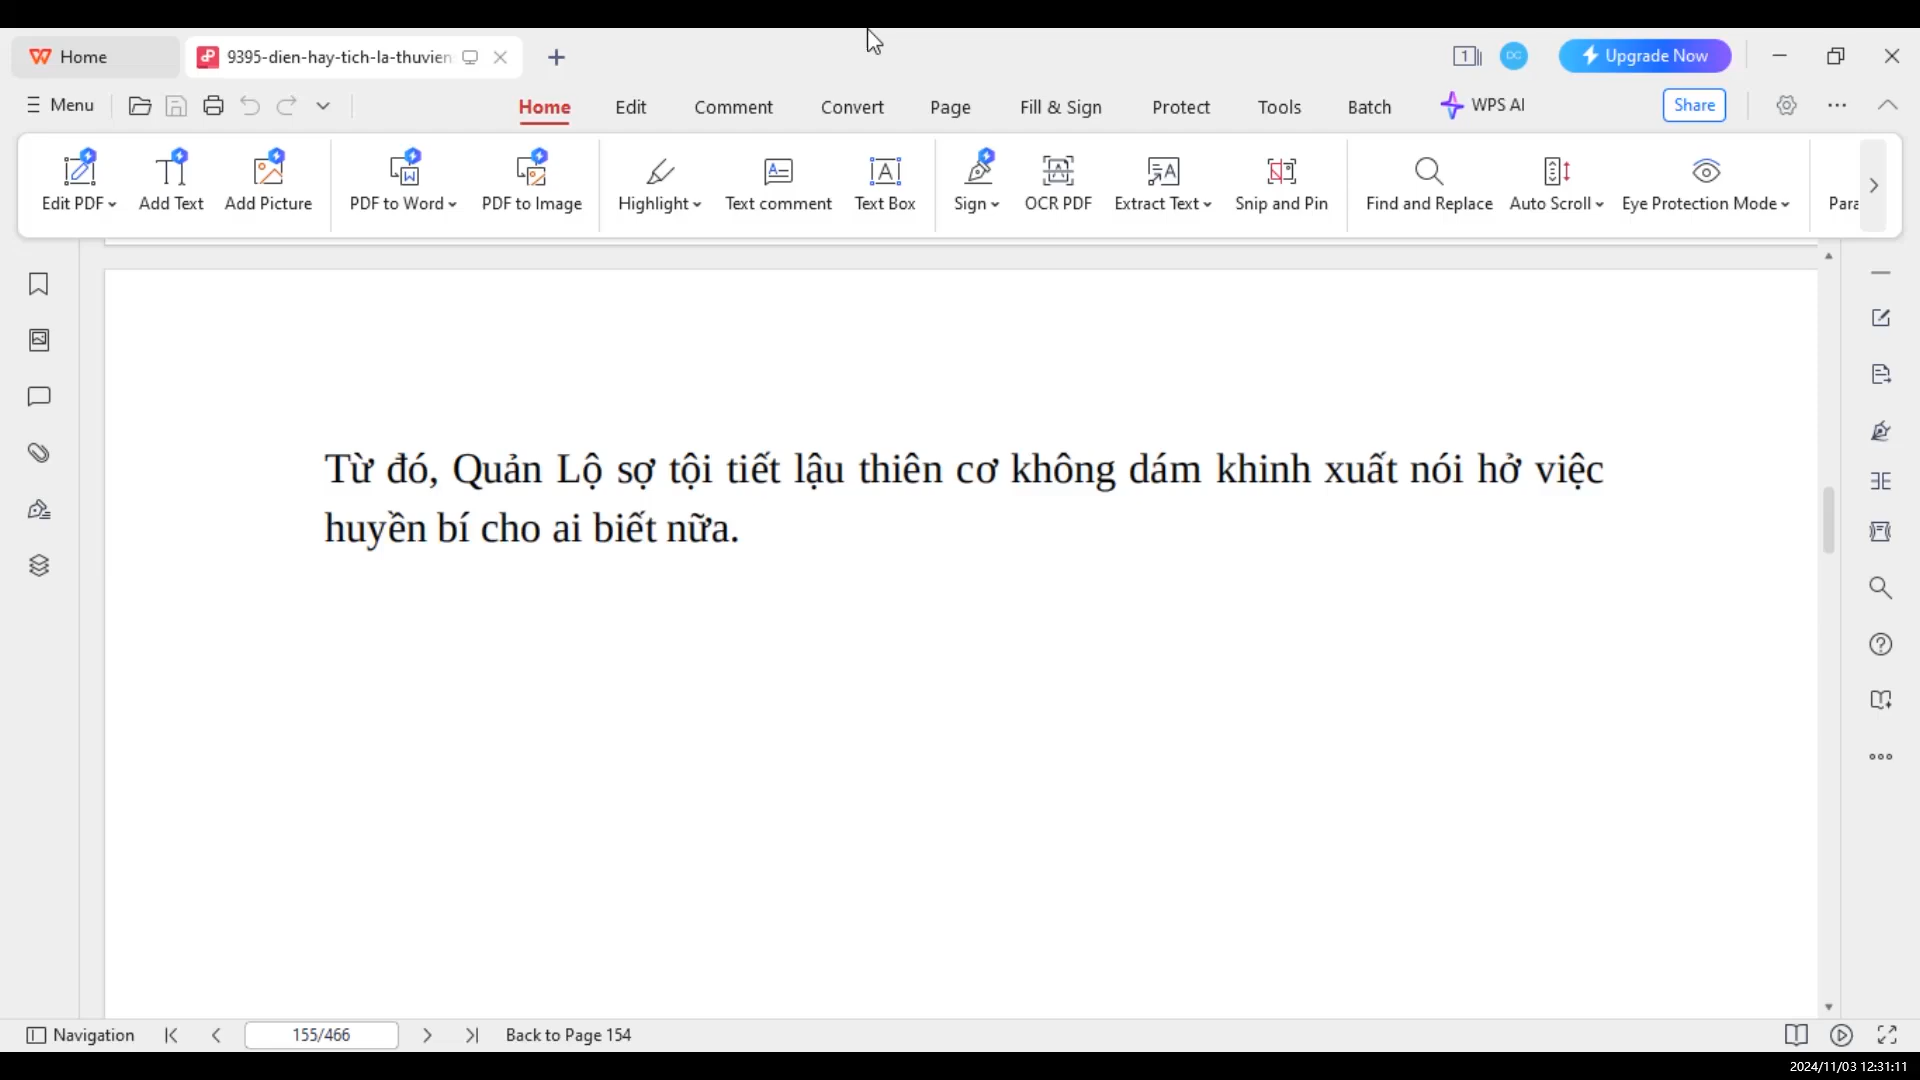 Home
9395-dien-hay-tich-la-thuvien
Upgrade Now
Menu
Home
Edit
Comment
Convert
Page
Fill & Sign
Protect
Tools
Batch
WPS AI
Share
Edit PDF
Add Text
Add Picture
PDF to Word
PDF to Image
Highlight
Text comment
Text Box
Sign
OCR PDF
Extract Text
Snip and Pin
Find and Replace
Auto Scroll
Eye Protection Mode
Para
Từ đó, Quản Lộ sợ tội tiết lậu thiên cơ không dám khinh xuất nói hở việc
huyền bí cho ai biết nữa.
Navigation
155/466
Back to Page 154
2024/11/03 12:31:11